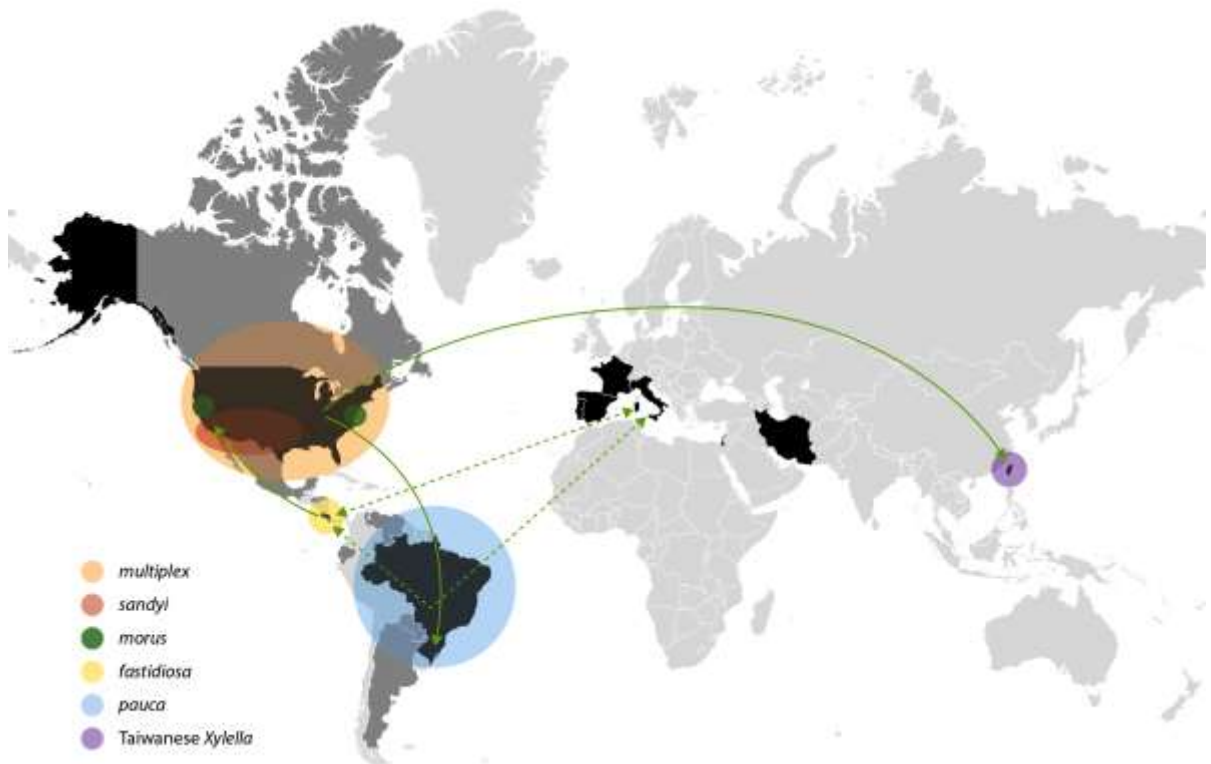 multiplex
sandyi
morus
fastidiosa
pauca
Taiwanese Xylella